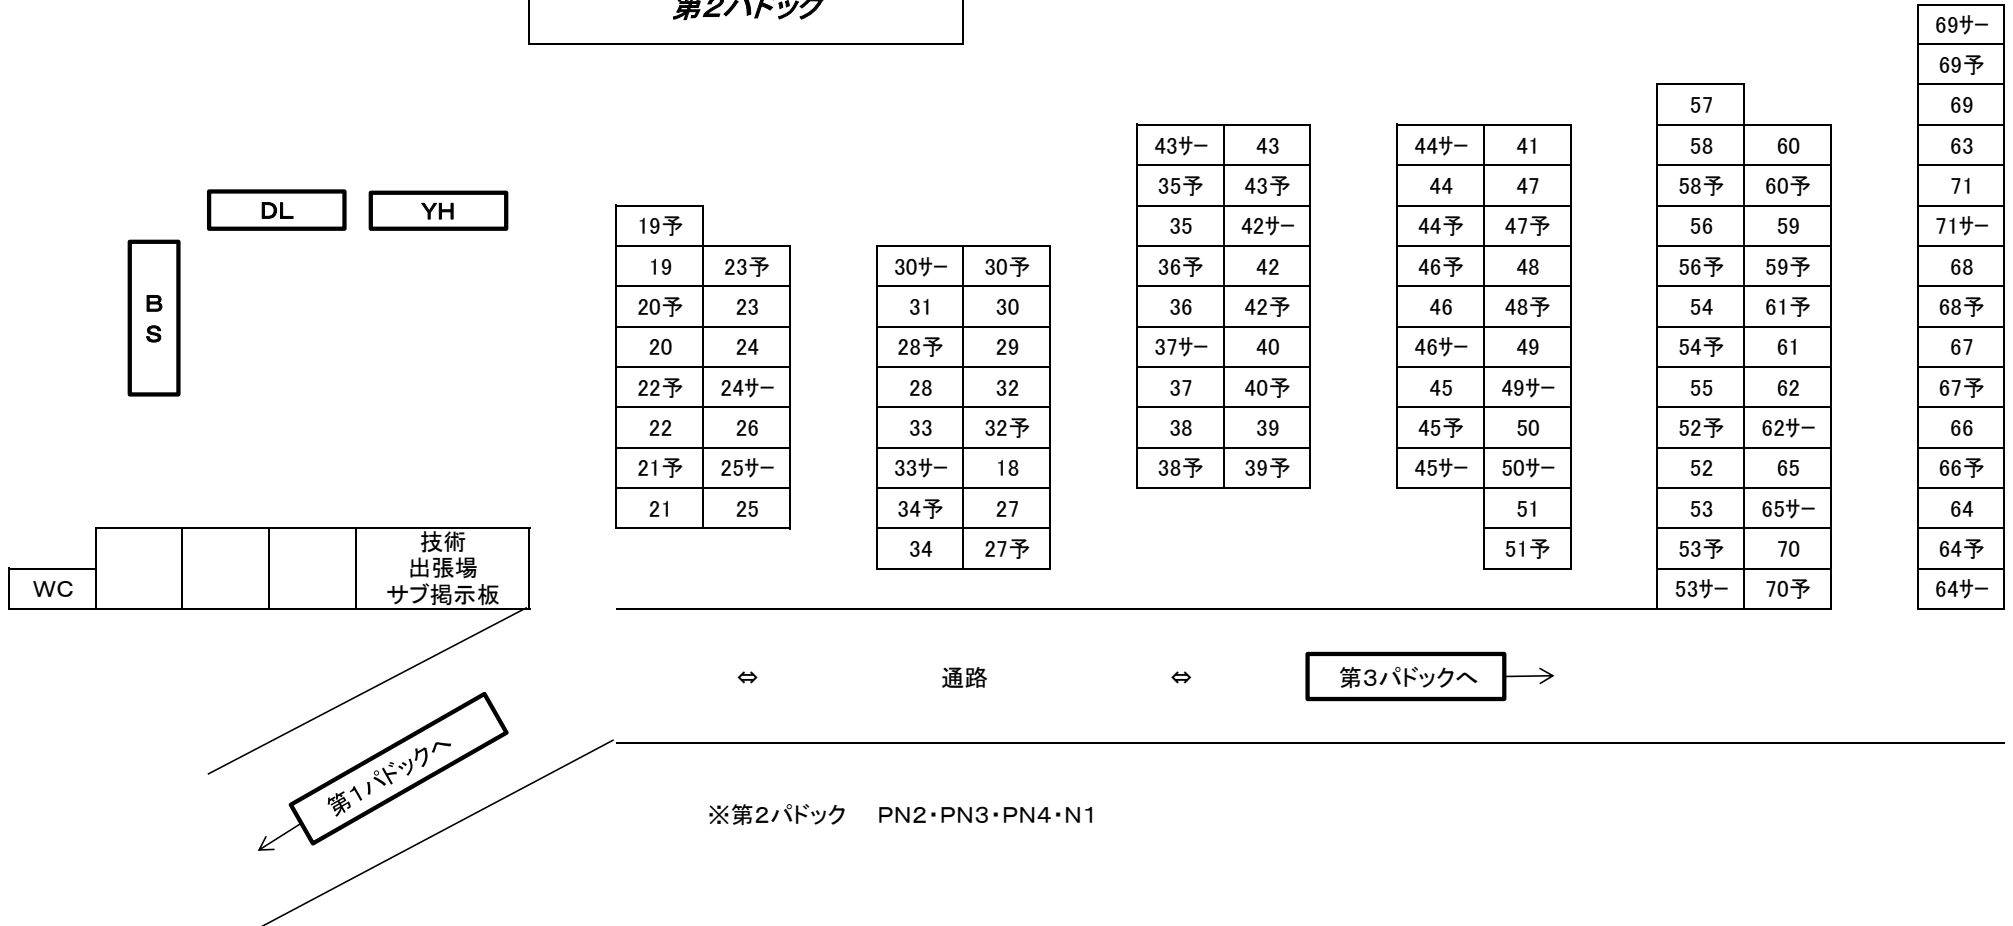 第2パドック
69サー
69予
57 69
43サー 43 44サー 41 58 60 63
35予 43予 44 47 58予 60予 71
DL YH 19予 35 42サー 44予 47予 56 59 71サー
19 23予 30サー 30予 36予 42 46予 48 56予 59予 68
B
20予 23 31 30 36 42予 46 48予 54 61予 68予
S
20 24 28予 29 37サー 40 46サー 49 54予 61 67
22予 24サー 28 32 37 40予 45 49サー 55 62 67予
22 26 33 32予 38 39 45予 50 52予 62サー 66
21予 25サー 33サー 18 38予 39予 45サー 50サー 52 65 66予
21 25 34予 27 51 53 65サー 64
技術
出張場
34 27予 51予 53予 70 64予
WC サブ掲示板 53サー 70予 64サー
⇔ 通路 ⇔ 第3パドックへ
第1パドックへ
※第2パドック PN2・PN3・PN4・N1